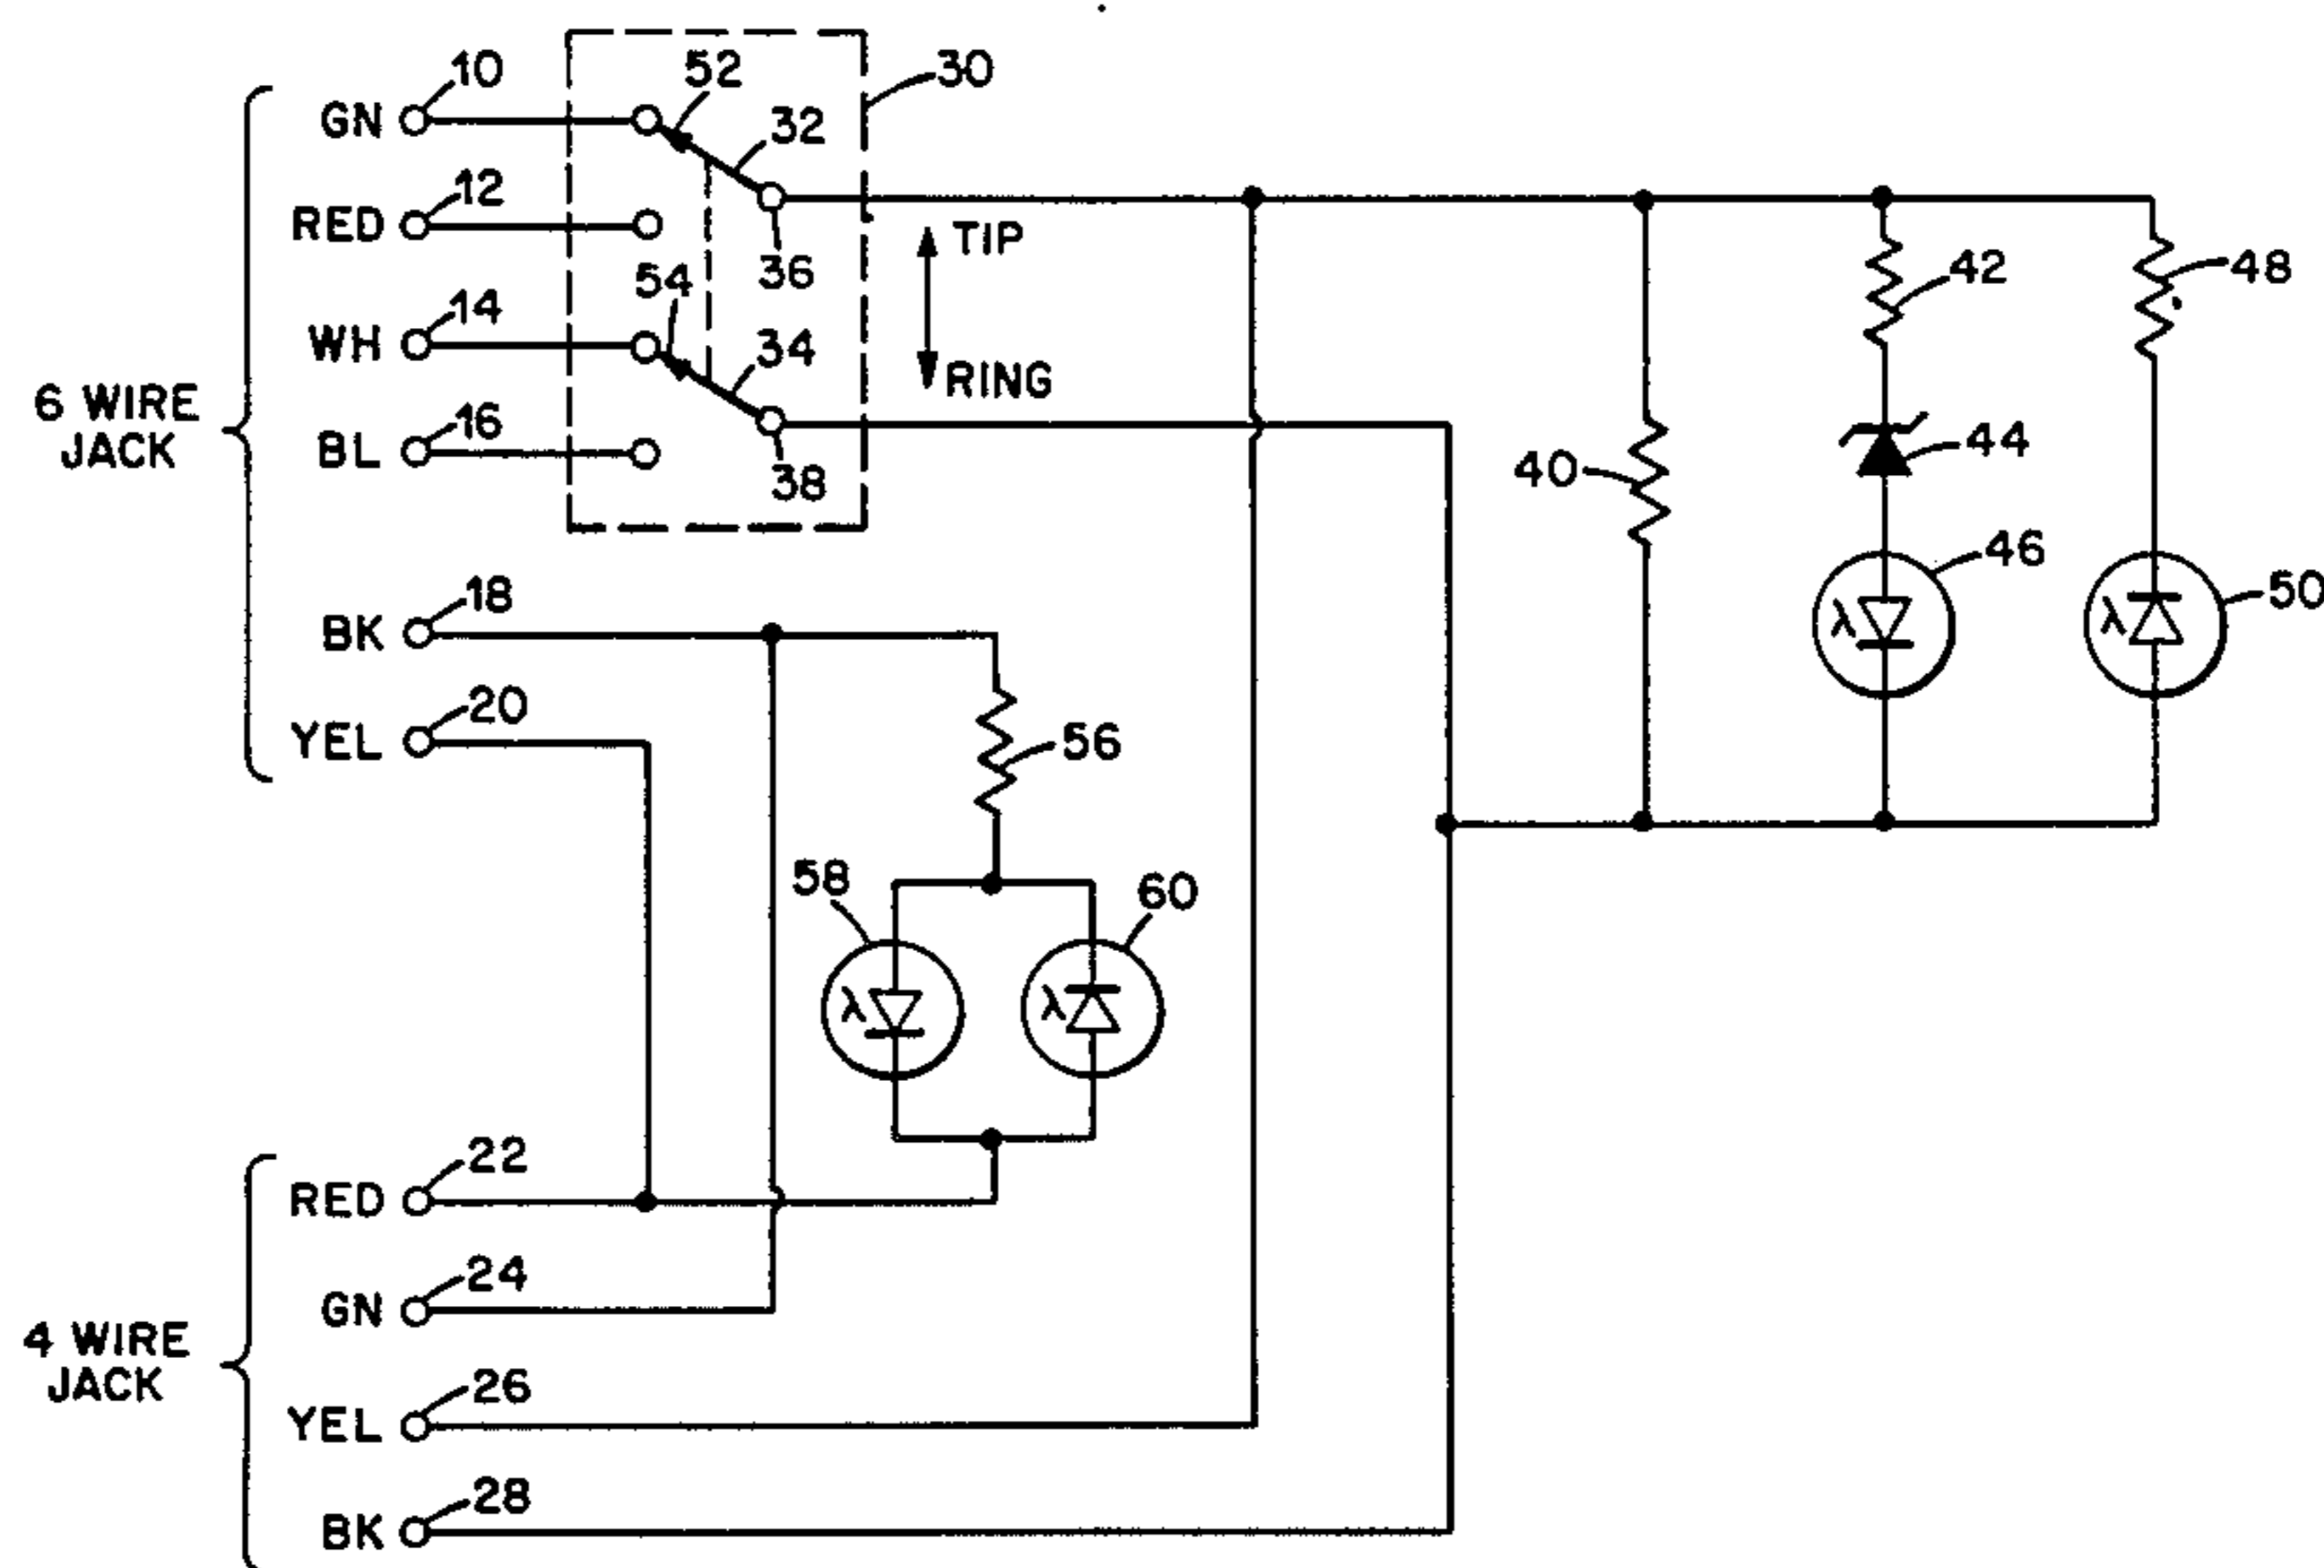 10
52
30
GN
32
12
RED
TIP
36
42
48
54
14
WH
34
RING
6 WIRE
JACK
16
BL
38
40
44
46
50
18
BK
20
YEL
56
58
60
λ
λ
λ
λ
22
RED
24
GN
4 WIRE
JACK
26
YEL
28
BK